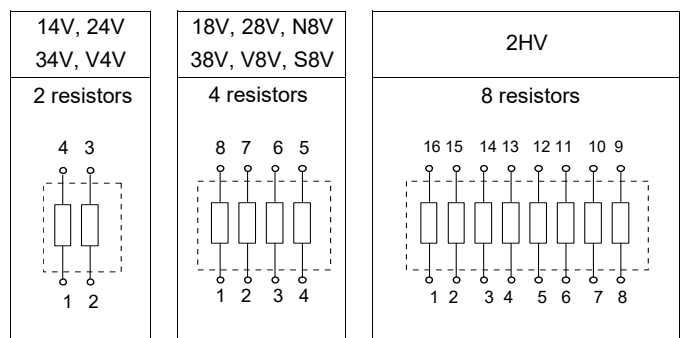 14V, 24V
34V, V4V
2 resistors
4 3
1 2
18V, 28V, N8V
38V, V8V, S8V
4 resistors
8 7 6 5
1 2 3 4
2HV
8 resistors
16 15 14 13 12 11 10 9
1 2 3 4 5 6 7 8